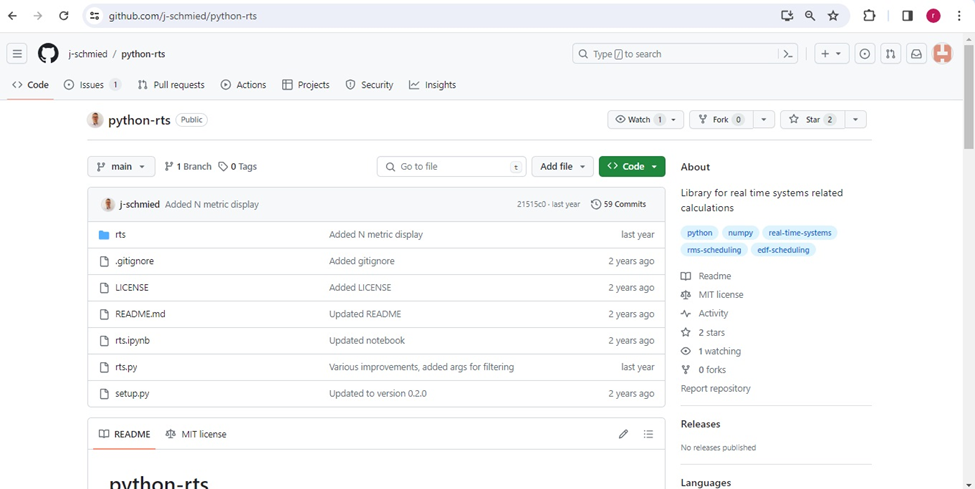 github.com/j-schmied/python-rts
r
j-schmied / python-rts
Type / to search
Code Issues 1 Pull requests Actions Projects Security Insights
python-rts Public
Watch 1 Fork 0 Star 2
main 1 Branch 0 Tags Go to file t Add file Code
j-schmied Added N metric display 21515c0 · last year 59 Commits
rts Added N metric display last year
.gitignore Added gitignore 2 years ago
LICENSE Added LICENSE 2 years ago
README.md Updated README 2 years ago
rts.ipynb Updated notebook 2 years ago
rts.py Various improvements, added args for filtering last year
setup.py Updated to version 0.2.0 2 years ago
README MIT license
python-rts
About
Library for real time systems related
calculations
python numpy real-time-systems
rms-scheduling edf-scheduling
Readme
MIT license
Activity
2 stars
1 watching
0 forks
Report repository
Releases
No releases published
Languages